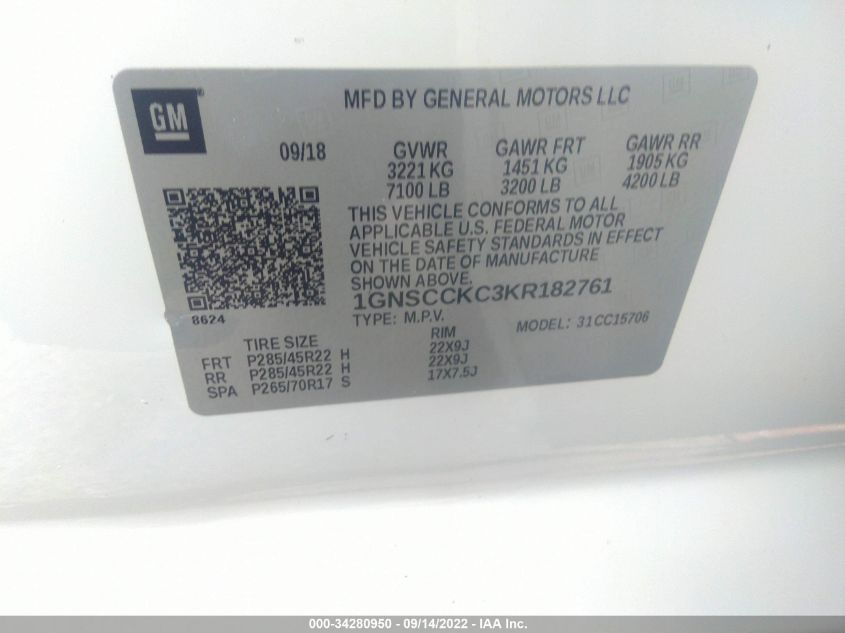 GM
MFD BY GENERAL MOTORS LLC
09/18
GVWR
3221 KG
7100 LB
GAWR FRT
1451 KG
3200 LB
GAWR RR
1905 KG
4200 LB
THIS VEHICLE CONFORMS TO ALL
APPLICABLE U.S. FEDERAL MOTOR
VEHICLE SAFETY STANDARDS IN EFFECT
ON THE DATE OF MANUFACTURE
SHOWN ABOVE.
1GNSCCKC3KR182761
8624
TYPE: M.P.V.
MODEL: 31CC15706
TIRE SIZE RIM
FRT P285/45R22 H 22X9J
RR P285/45R22 H 22X9J
SPA P265/70R17 S 17X7.5J
000-34280950 - 09/14/2022 - IAA Inc.